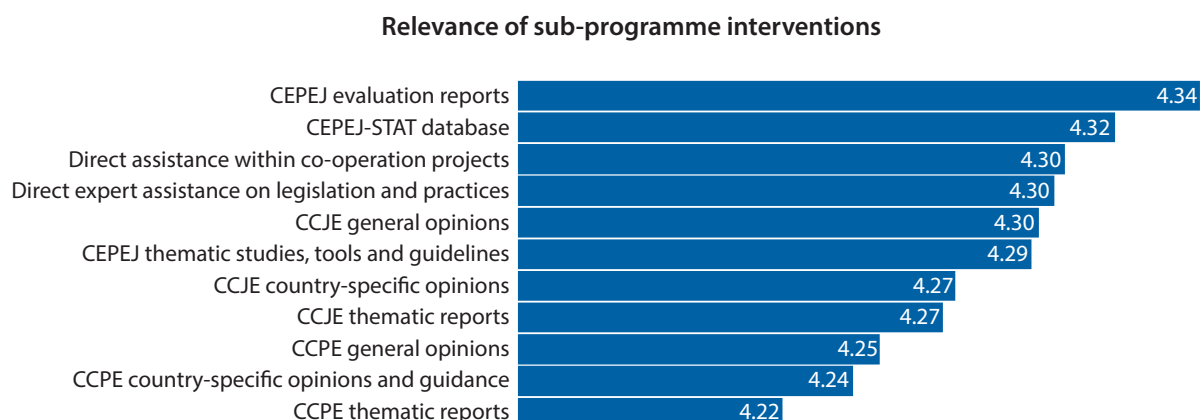 Relevance of sub-programme interventions
CEPEJ evaluation reports 4.34
CEPEJ-STAT database 4.32
Direct assistance within co-operation projects 4.30
Direct expert assistance on legislation and practices 4.30
CCJE general opinions 4.30
CEPEJ thematic studies, tools and guidelines 4.29
CCJE country-specific opinions 4.27
CCJE thematic reports 4.27
CCPE general opinions 4.25
CCPE country-specific opinions and guidance 4.24
CCPE thematic reports 4.22